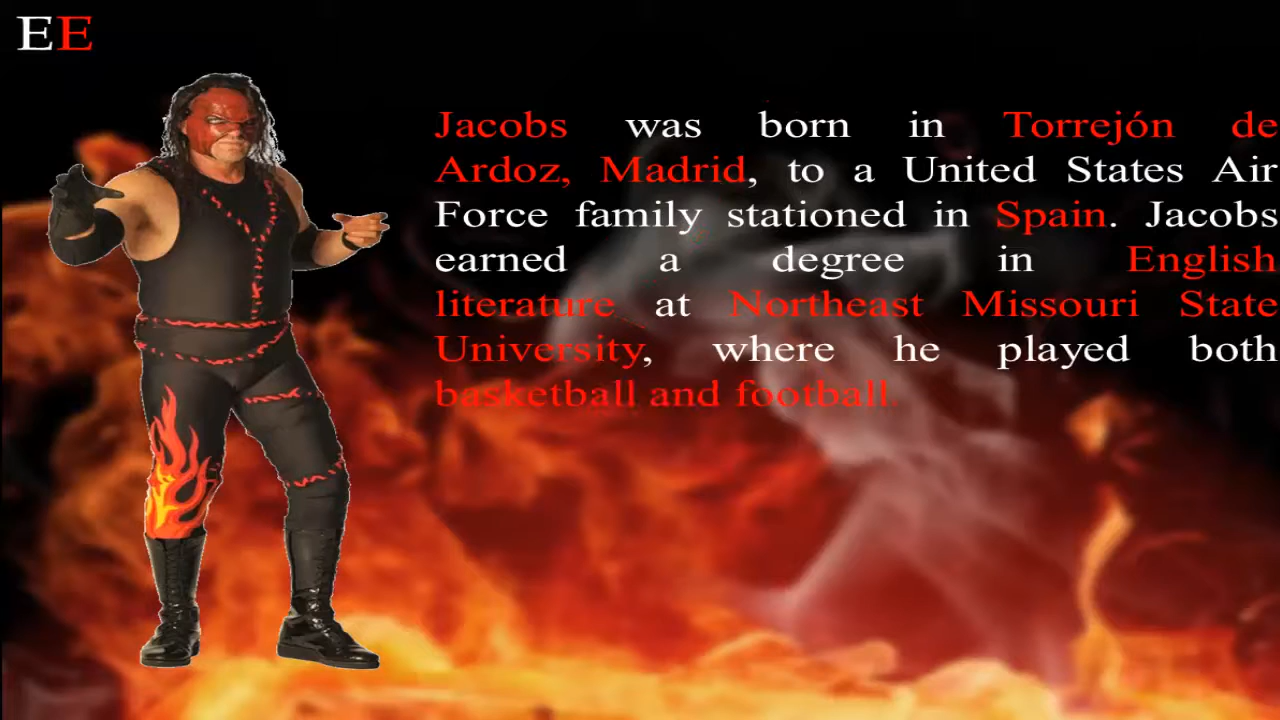 EE
Jacobs was born in Torrejón de
Ardoz, Madrid, to a United States Air
Force family stationed in Spain. Jacobs
earned a degree in English
literature at Northeast Missouri State
University, where he played both
basketball and football.